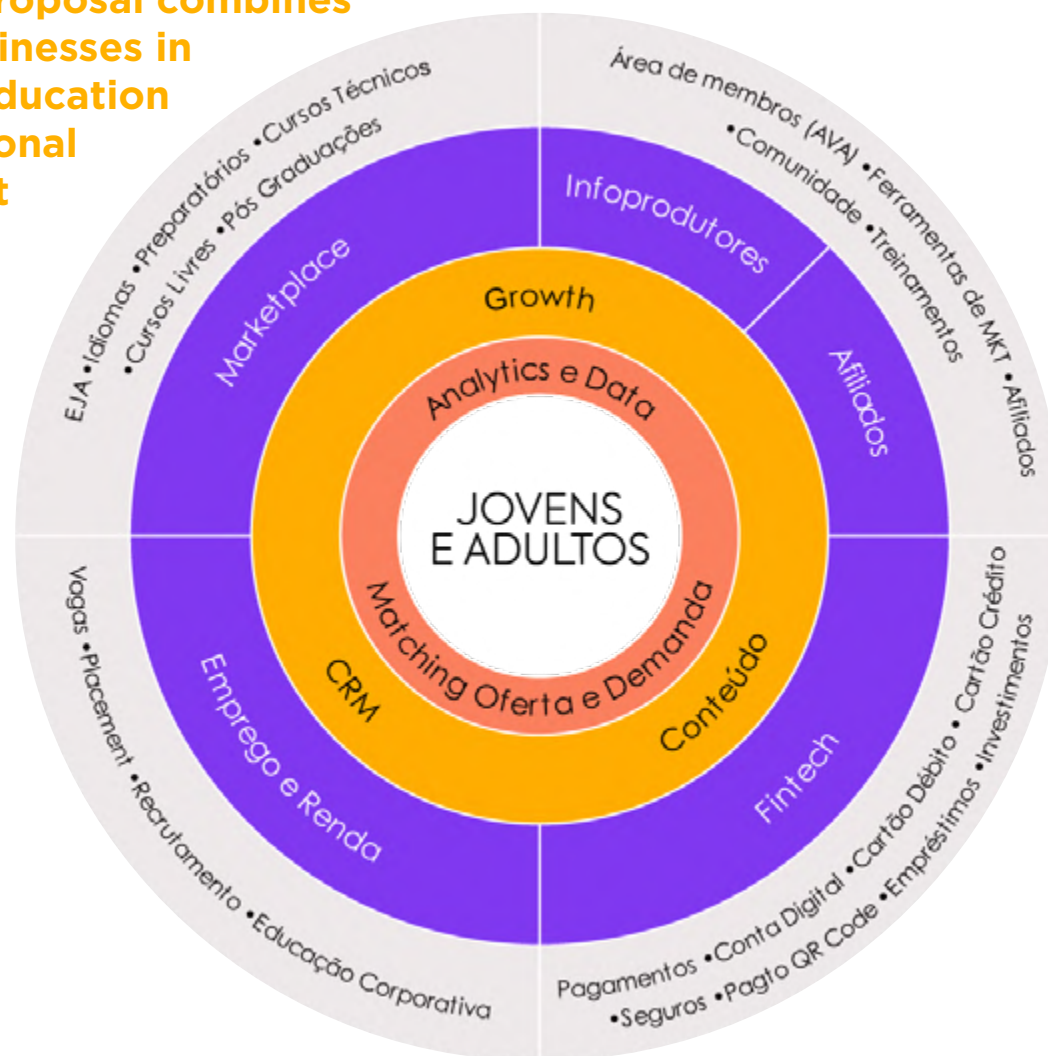 roposal combines
inesses in
ducation
onal
t
EJA •Idiomas •Preparatórios •Cursos Técnicos
•Cursos Livres •Pós Graduações
Área de membros (AVA) •Ferramentas de MKT •Afiliados
•Comunidade •Treinamentos
Marketplace
Infoprodutores
Afiliados
Growth
Analytics e Data
JOVENS
E ADULTOS
Matching Oferta e Demanda
CRM
Conteúdo
Emprego e Renda
Fintech
Vagas •Placement •Recrutamento •Educação Corporativa
Pagamentos •Conta Digital •Cartão Débito • Cartão Crédito
•Seguros •Pagto QR Code •Empréstimos •Investimentos